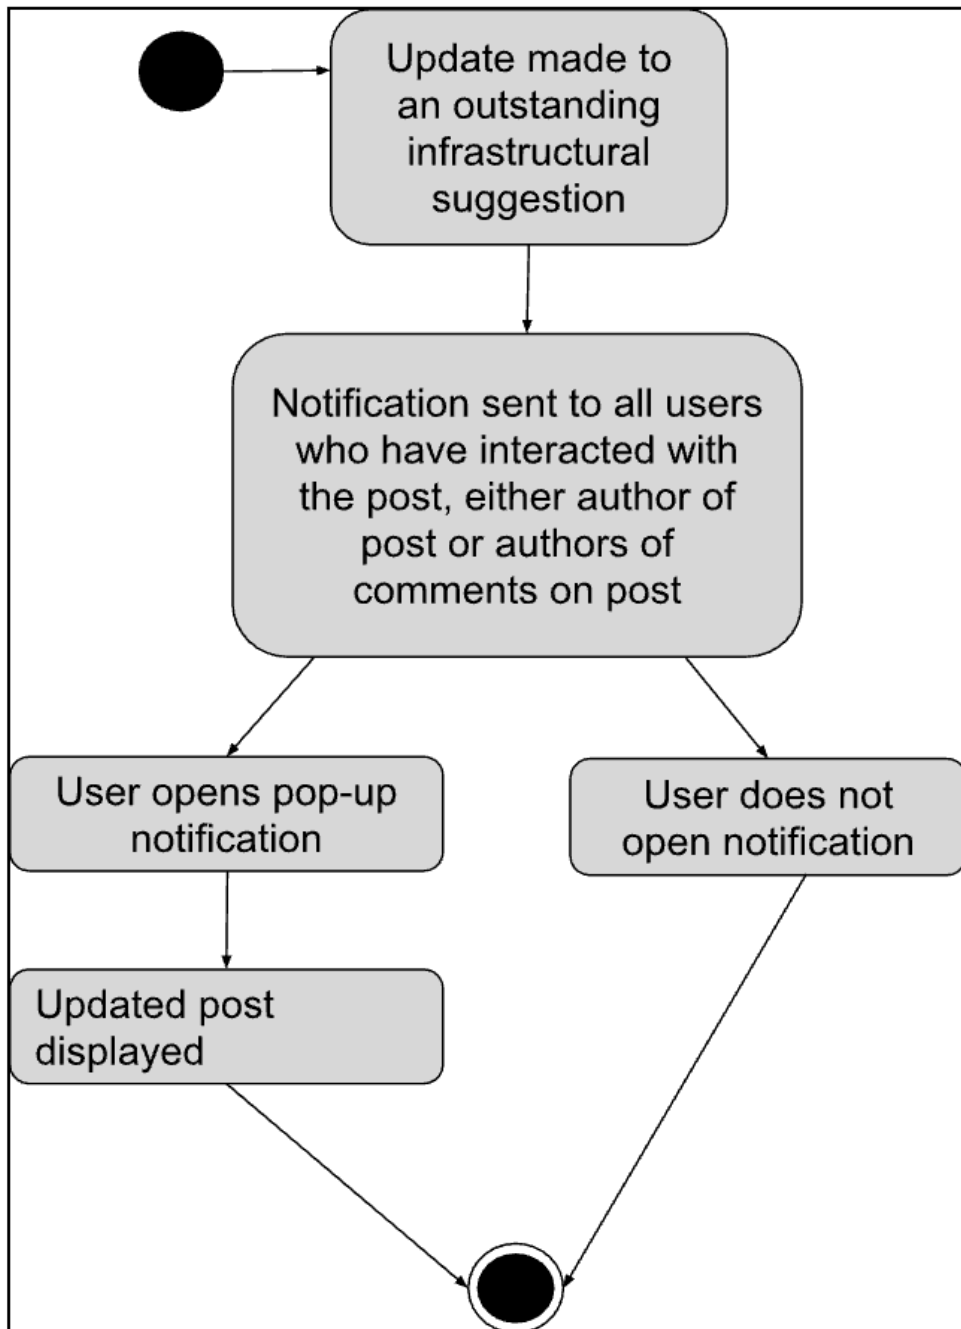 Update made to
an outstanding
infrastructural
suggestion
Notification sent to all users
who have interacted with
the post, either author of
post or authors of
comments on post
User opens pop-up
notification
User does not
open notification
Updated post
displayed